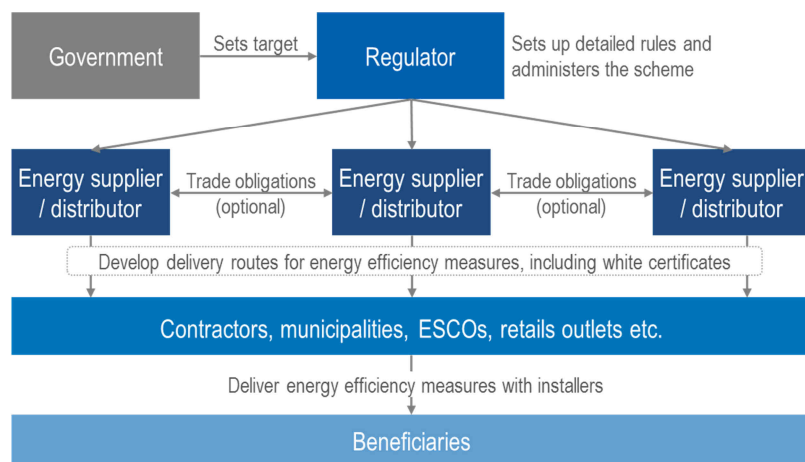 Government
Sets target
Regulator
Sets up detailed rules and
administers the scheme
Energy supplier
/ distributor
Trade obligations
(optional)
Energy supplier
/ distributor
Trade obligations
(optional)
Energy supplier
/ distributor
Develop delivery routes for energy efficiency measures, including white certificates
Contractors, municipalities, ESCOs, retails outlets etc.
Deliver energy efficiency measures with installers
Beneficiaries